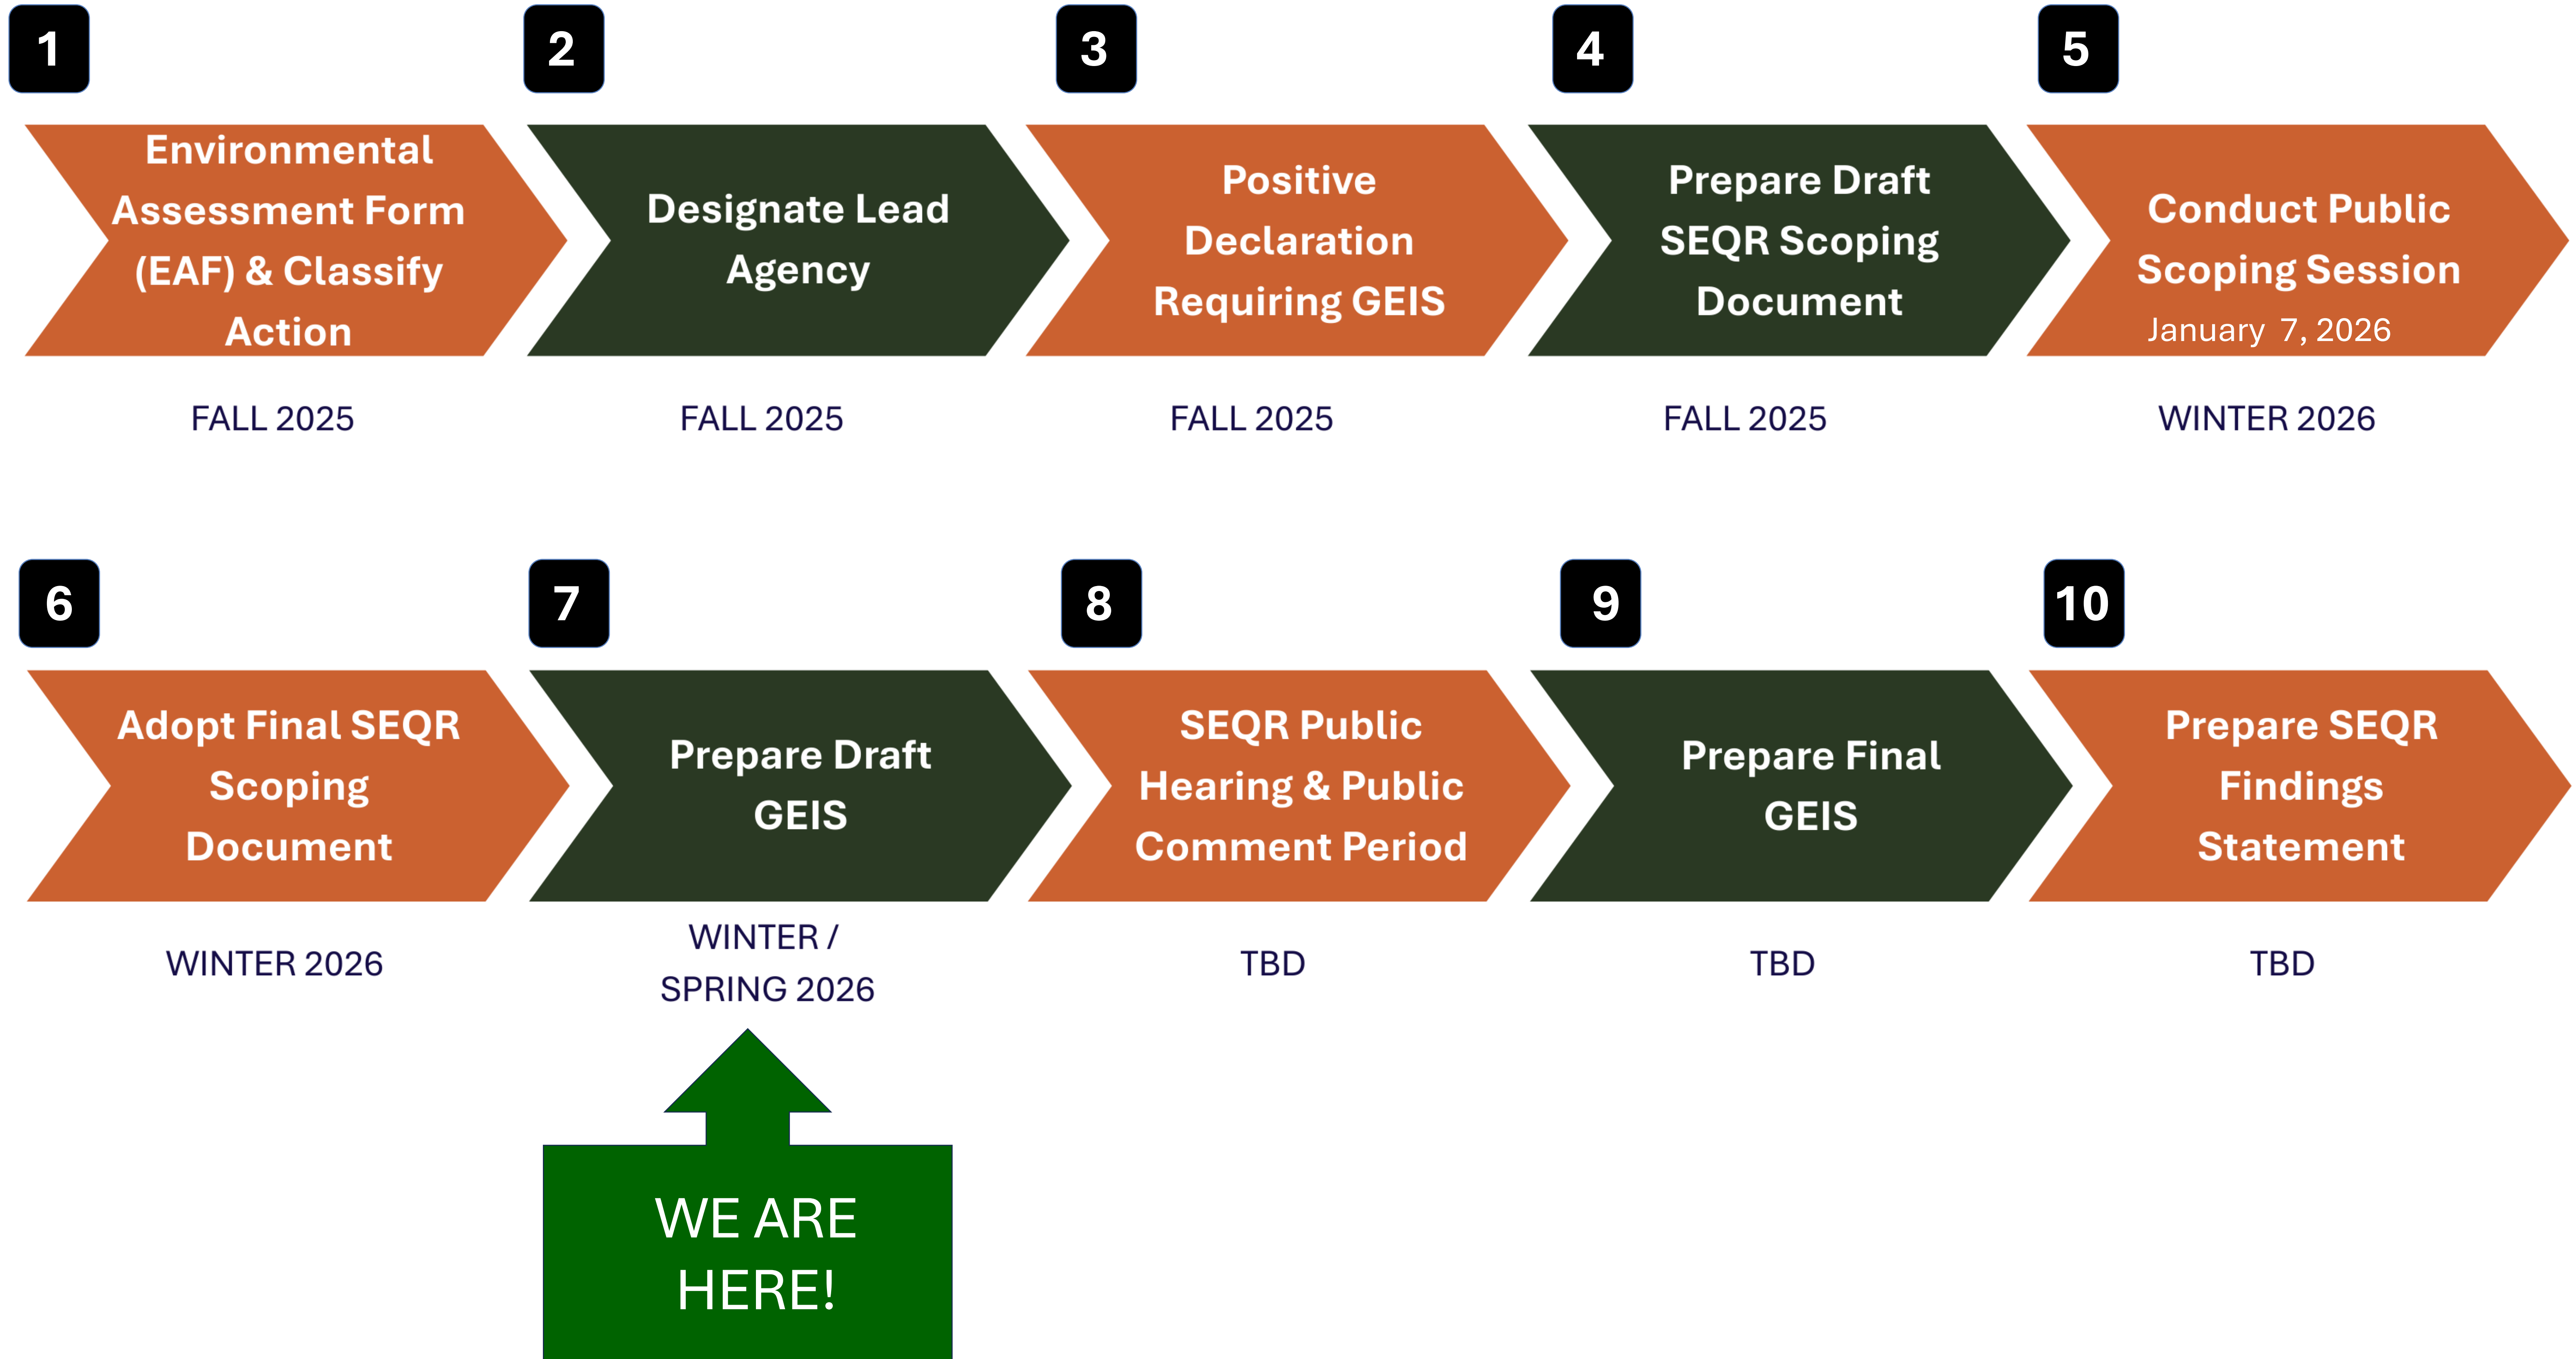 1
2
3
4
5
Environmental
Assessment Form
(EAF) & Classify
Action
Designate Lead
Agency
Positive
Declaration
Requiring GEIS
Prepare Draft
SEQR Scoping
Document
Conduct Public
Scoping Session
January 7, 2026
FALL 2025
FALL 2025
FALL 2025
FALL 2025
WINTER 2026
6
7
8
9
10
Adopt Final SEQR
Scoping
Document
Prepare Draft
GEIS
SEQR Public
Hearing & Public
Comment Period
Prepare Final
GEIS
Prepare SEQR
Findings
Statement
WINTER 2026
WINTER /
SPRING 2026
TBD
TBD
TBD
WE ARE
HERE!